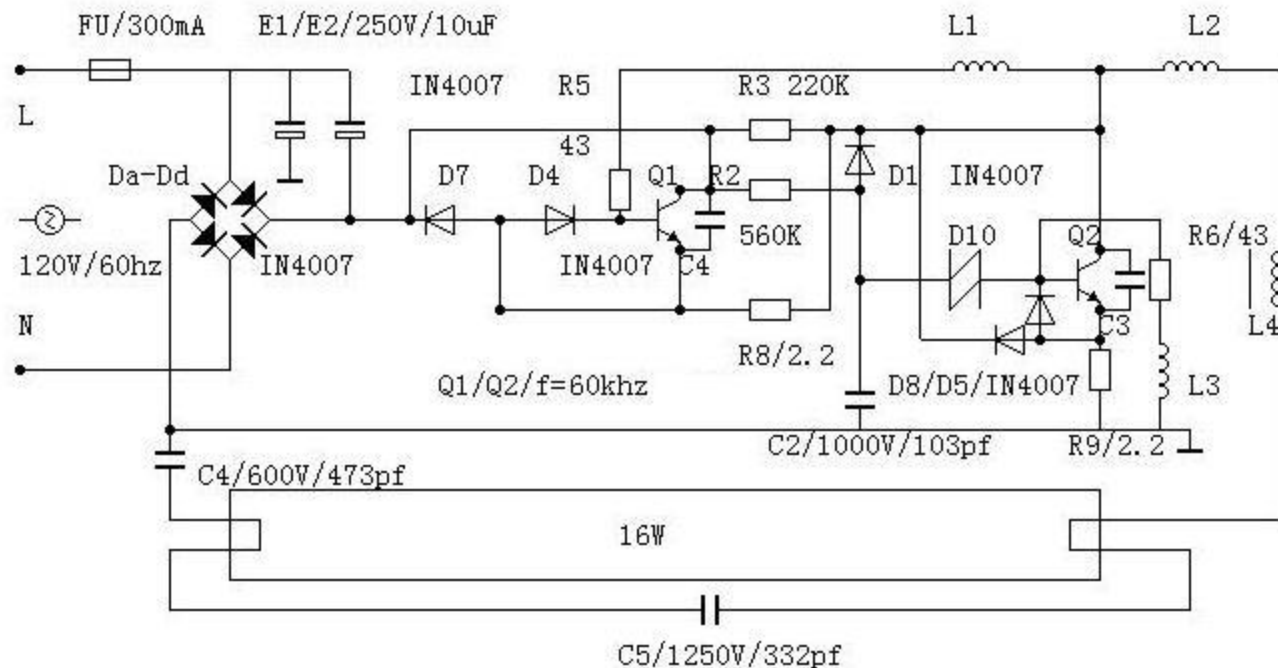 FU/300mA E1/E2/250V/10uF L1 L2
IN4007 R5 R3 220K
L
43
Da-Dd D7 D4 Q1 R2 D1 IN4007
560K D10 Q2 R6/43
120V/60hz IN4007 IN4007 C4
N C3 L4
R8/2.2
Q1/Q2/f=60khz D8/D5/IN4007 L3
C2/1000V/103pf R9/2.2
C4/600V/473pf
16W
C5/1250V/332pf